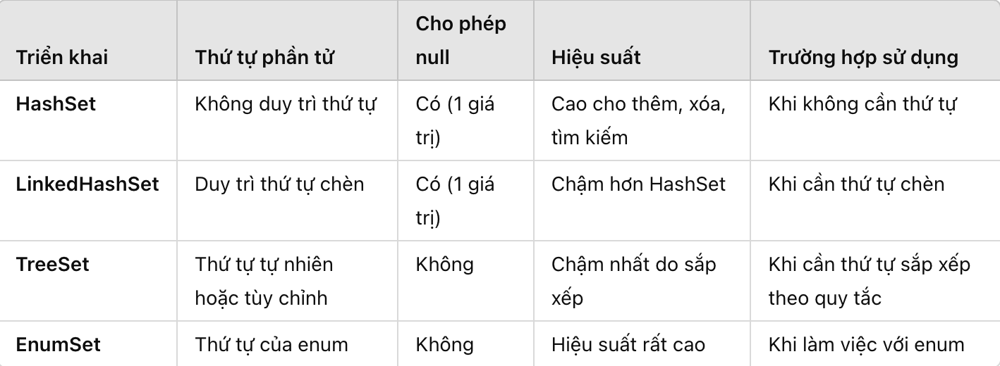 Triển khai
Thứ tự phần tử
Cho phép
null
Hiệu suất
Trường hợp sử dụng
HashSet
Không duy trì thứ tự
Có (1 giá
trị)
Cao cho thêm, xóa,
tìm kiếm
Khi không cần thứ tự
LinkedHashSet
Duy trì thứ tự chèn
Có (1 giá
trị)
Chậm hơn HashSet
Khi cần thứ tự chèn
TreeSet
Thứ tự tự nhiên
hoặc tùy chỉnh
Không
Chậm nhất do sắp
xếp
Khi cần thứ tự sắp xếp
theo quy tắc
EnumSet
Thứ tự của enum
Không
Hiệu suất rất cao
Khi làm việc với enum